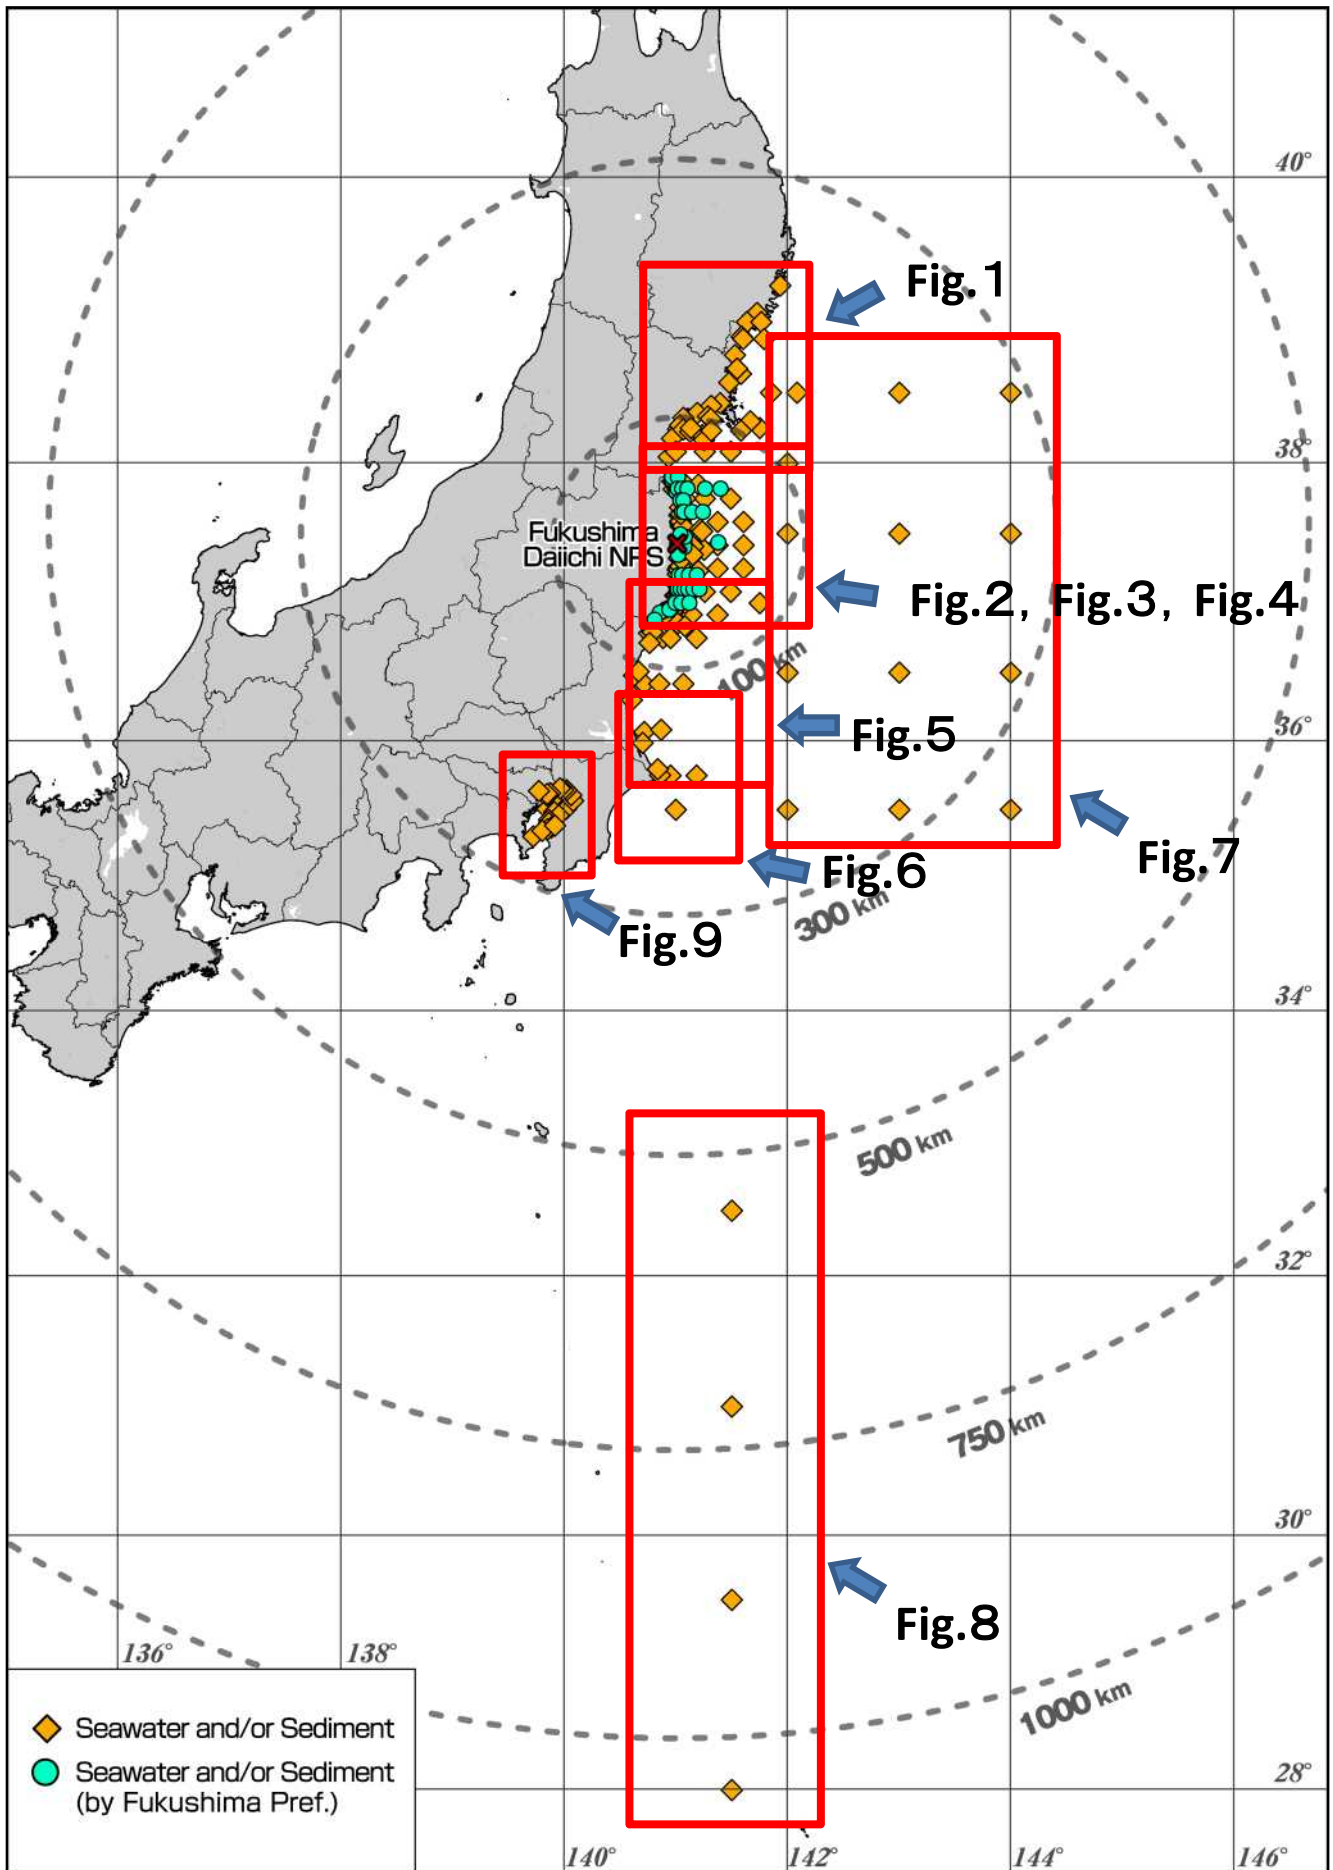 40°
Fig.1
38°
Fukushima
Daiichi NPS
Fig.2, Fig.3, Fig.4
100 km
36°
Fig.5
Fig.7
Fig.6
300 km
Fig.9
34°
500 km
32°
750 km
30°
Fig.8
136°
138°
1000 km
Seawater and/or Sediment
Seawater and/or Sediment
(by Fukushima Pref.)
28°
140°
142°
144°
146°